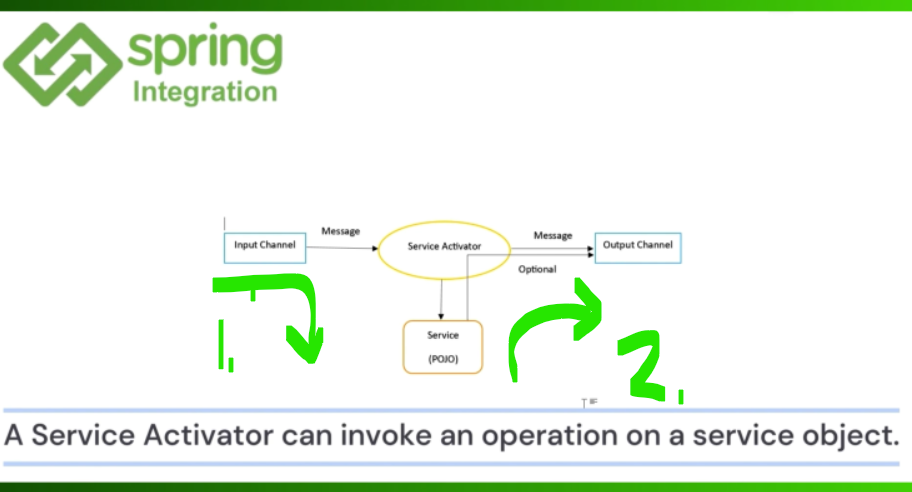 spring
Integration
Message
Message
Input Channel
Service Activator
Output Channel
Optional
Service
(POJO)
1.
2.
A Service Activator can invoke an operation on a service object.